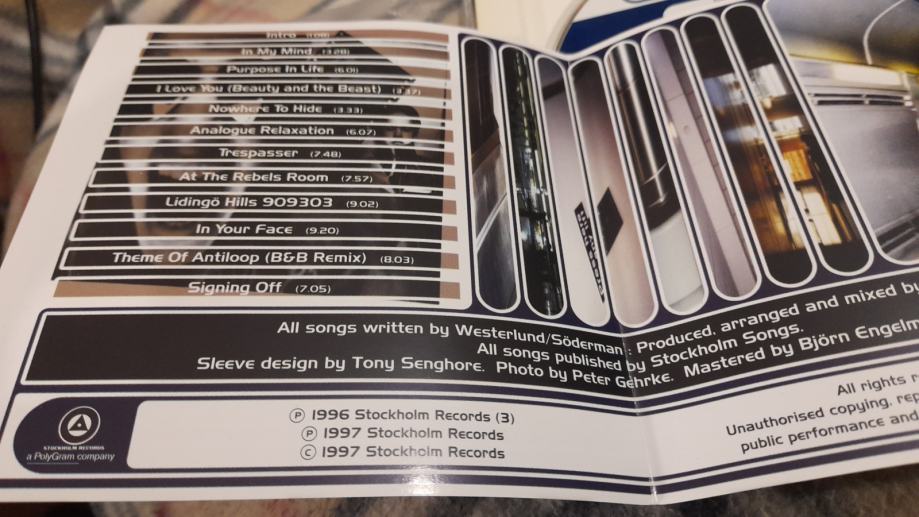 Intro (1.08)
In My Mind (3.28)
Purpose In Life (6.01)
I Love You (Beauty and the Beast) (3.37)
Nowhere To Hide (3.33)
Analogue Relaxation (6.07)
Trespasser (7.48)
At The Rebels Room (7.57)
Lidingö Hills 909303 (9.02)
In Your Face (9.20)
Theme Of Antiloop (B&B Remix) (8.03)
Signing Off (7.05)
All songs written by Westerlund/Söderman : Produced, arranged and mixed by
All songs published by Stockholm Songs.
Sleeve design by Tony Senghore. Photo by Peter Gehrke. Mastered by Björn Engelm
STOCKHOLM RECORDS
a PolyGram company
Ⓟ 1996 Stockholm Records (3)
Ⓟ 1997 Stockholm Records
© 1997 Stockholm Records
All rights r
Unauthorised copying, rep
public performance and